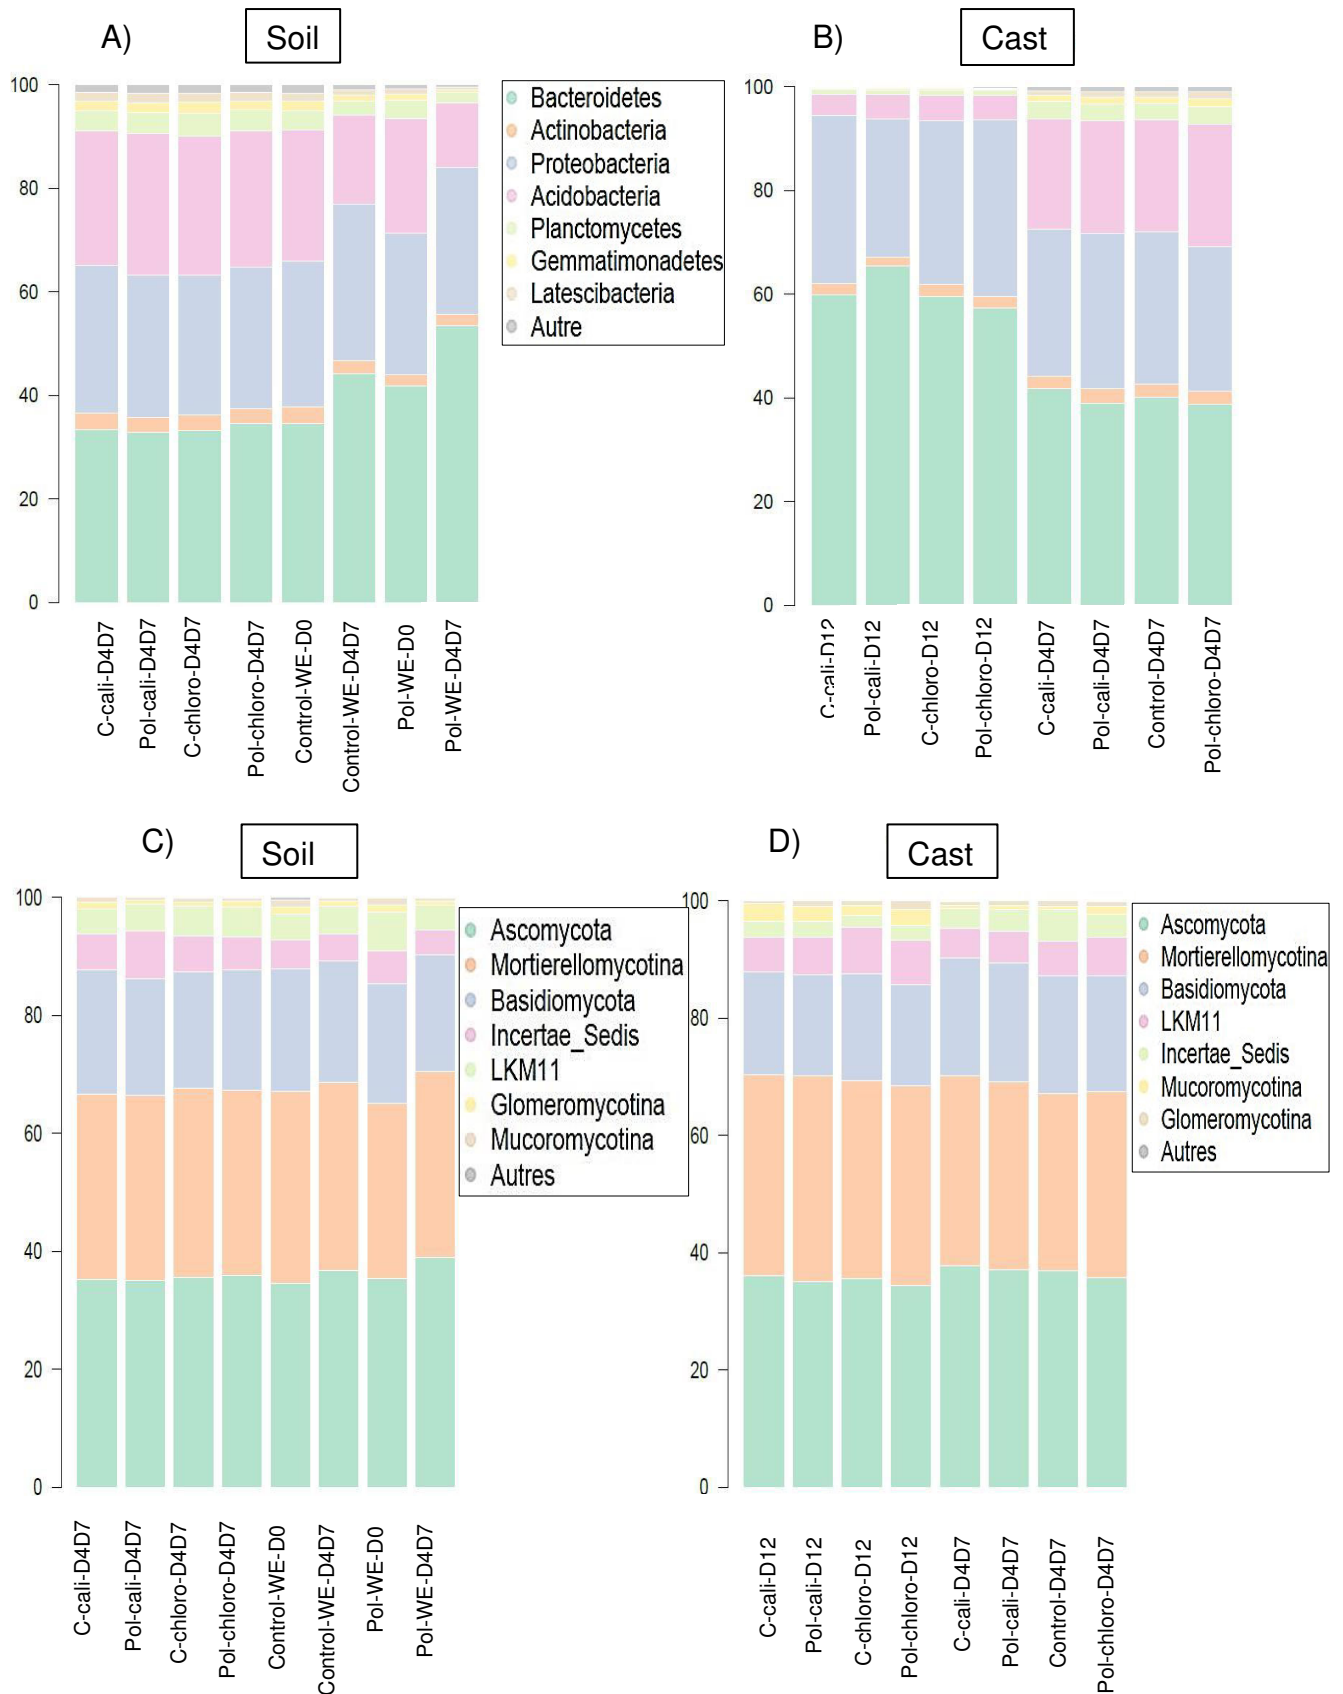 A)
Soil
100
80
60
40
20
0
Bacteroidetes
Actinobacteria
Proteobacteria
Acidobacteria
Planctomycetes
Gemmatimonadetes
Latescibacteria
Autre
C-cali-D4D7
Pol-cali-D4D7
C-chloro-D4D7
Pol-chloro-D4D7
Control-WE-D0
Control-WE-D4D7
Pol-WE-D0
Pol-WE-D4D7
B)
Cast
100
80
60
40
20
0
C-cali-D12
Pol-cali-D12
C-chloro-D12
Pol-chloro-D12
C-cali-D4D7
Pol-cali-D4D7
Control-D4D7
Pol-chloro-D4D7
C)
Soil
100
80
60
40
20
0
Ascomycota
Mortierellomycotina
Basidiomycota
Incertae_Sedis
LKM11
Glomeromycotina
Mucoromycotina
Autres
C-cali-D4D7
Pol-cali-D4D7
C-chloro-D4D7
Pol-chloro-D4D7
Control-WE-D0
Control-WE-D4D7
Pol-WE-D0
Pol-WE-D4D7
D)
Cast
100
80
60
40
20
0
Ascomycota
Mortierellomycotina
Basidiomycota
LKM11
Incertae_Sedis
Mucoromycotina
Glomeromycotina
Autres
C-cali-D12
Pol-cali-D12
C-chloro-D12
Pol-chloro-D12
C-cali-D4D7
Pol-cali-D4D7
Control-D4D7
Pol-chloro-D4D7